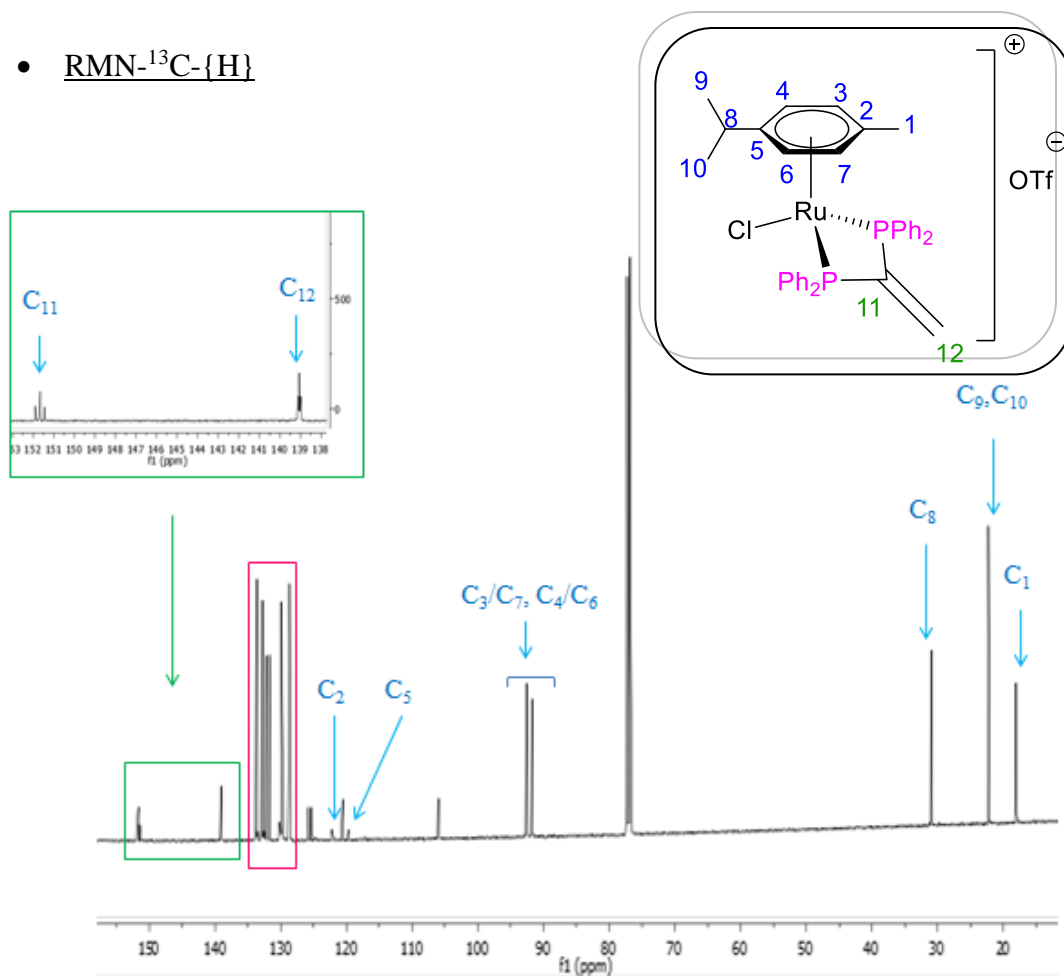 • RMN-¹³C-{H}
⊕
9
4
3
8
2
1
5
10
6
7
⊖
OTf
Ru
Cl
PPh₂
Ph₂P
11
12
C₁₁
C₁₂
500
0
53 152 151 150 149 148 147 146 145 144 143 142 141 140 139 138
f1 (ppm)
C₉,C₁₀
C₈
C₁
C₃/C₇, C₄/C₆
C₂
C₅
150 140 130 120 110 100 90 80 70 60 50 40 30 20
f1 (ppm)